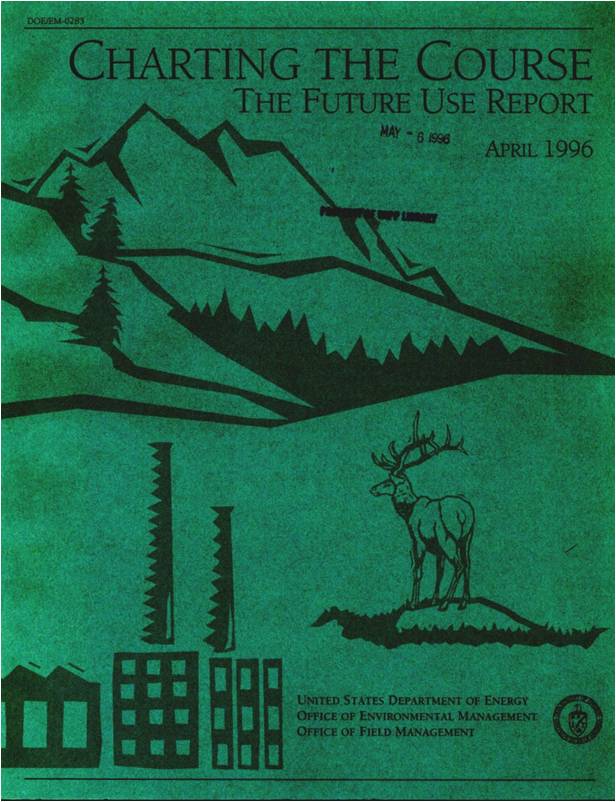 DOE/EM-0283
CHARTING THE COURSE
THE FUTURE USE REPORT
MAY - 6 1996
APRIL 1996
LIBRARY
UNITED STATES DEPARTMENT OF ENERGY
OFFICE OF ENVIRONMENTAL MANAGEMENT
OFFICE OF FIELD MANAGEMENT